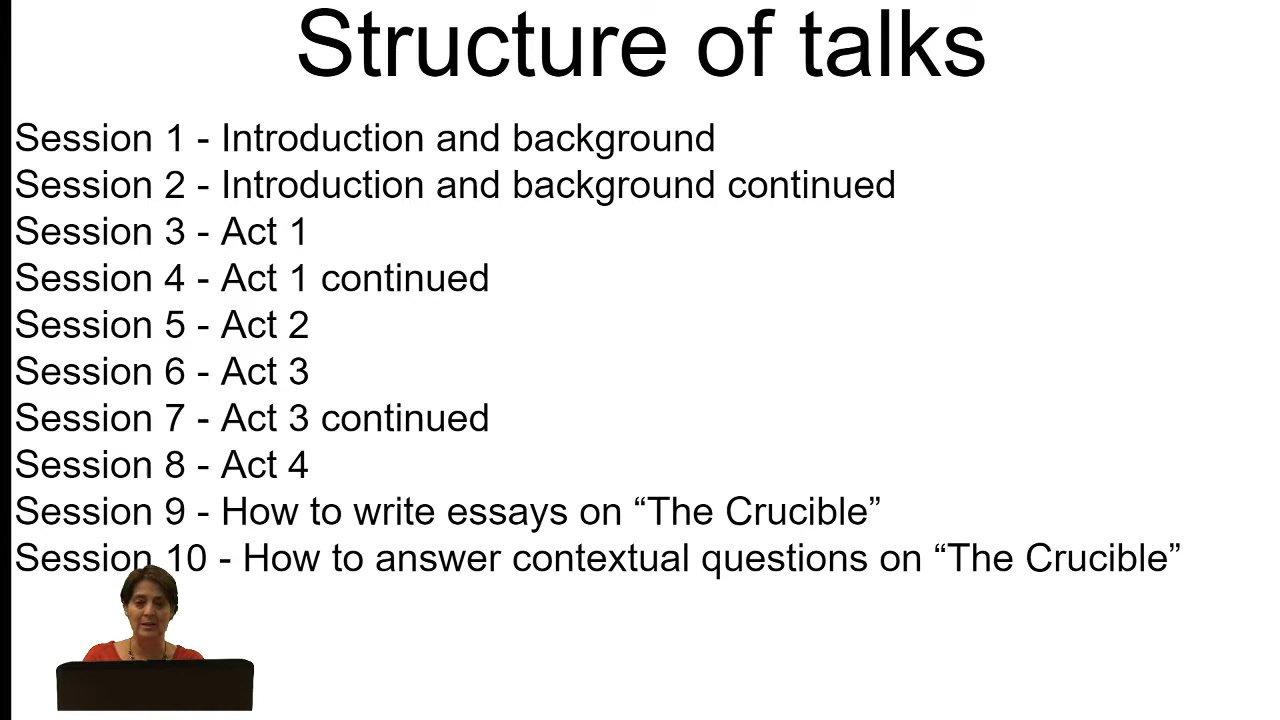 Structure of talks
Session 1 - Introduction and background
Session 2 - Introduction and background continued
Session 3 - Act 1
Session 4 - Act 1 continued
Session 5 - Act 2
Session 6 - Act 3
Session 7 - Act 3 continued
Session 8 - Act 4
Session 9 - How to write essays on “The Crucible”
Session 10 - How to answer contextual questions on “The Crucible”